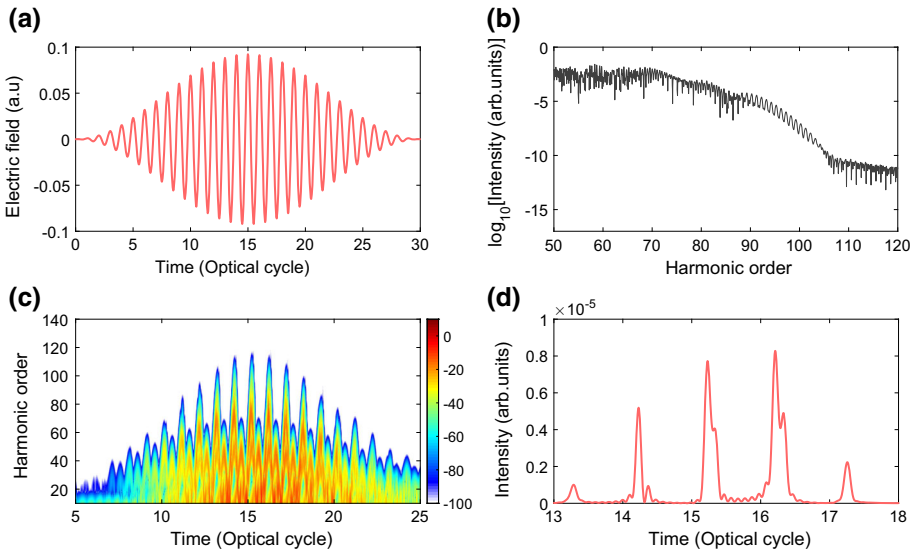 (a)
0.1
0.05
0
-0.05
-0.1
Electric field (a.u)
0 5 10 15 20 25 30
Time (Optical cycle)
(b)
0
-5
-10
-15
log10[Intensity (arb.units)]
50 60 70 80 90 100 110 120
Harmonic order
(c)
140
120
100
80
60
40
20
Harmonic order
5 10 15 20 25
Time (Optical cycle)
10
0
-20
-40
-60
-80
-100
(d)
×10^-5
1
0.8
0.6
0.4
0.2
0
Intensity (arb.units)
13 14 15 16 17 18
Time (Optical cycle)